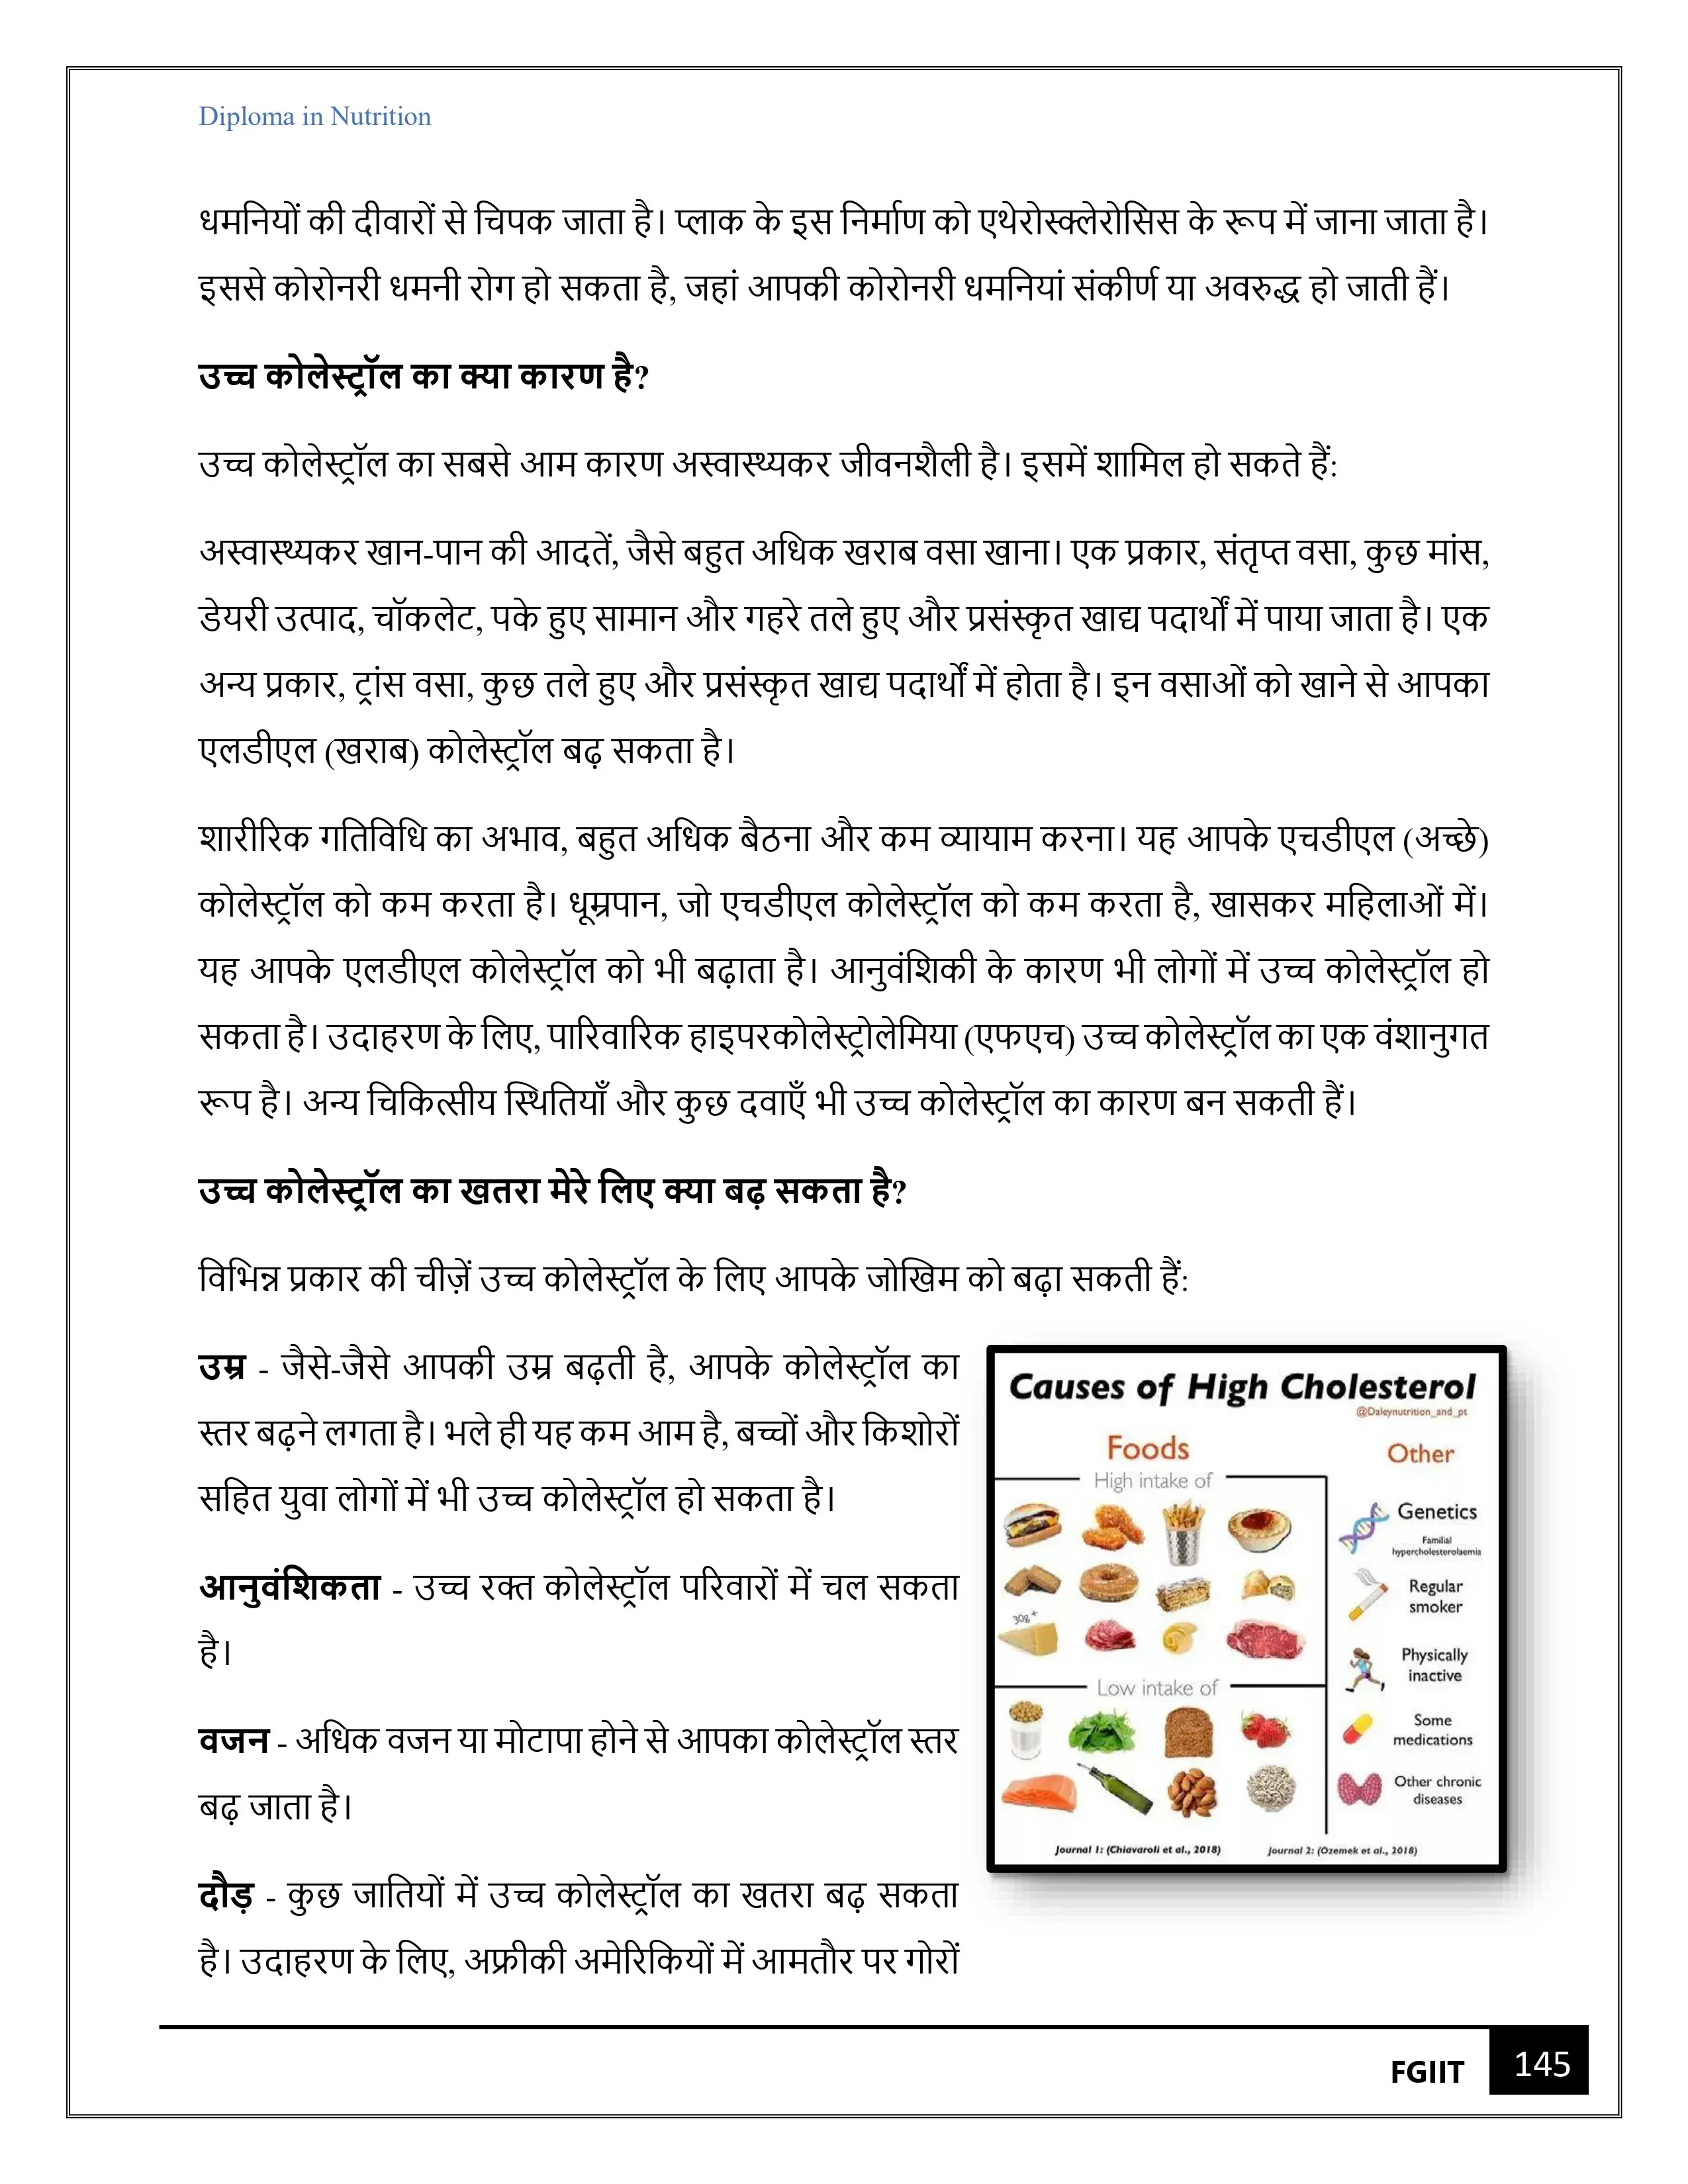 Diploma in Nutrition
धमनियों की दीवारों से चिपक जाता है। प्लाक के इस निर्माण को एथेरोस्क्लेरोसिस के रूप में जाना जाता है।
इससे कोरोनरी धमनी रोग हो सकता है, जहां आपकी कोरोनरी धमनियां संकीर्ण या अवरुद्ध हो जाती हैं।
उच्च कोलेस्ट्रॉल का क्या कारण है?
उच्च कोलेस्ट्रॉल का सबसे आम कारण अस्वास्थ्यकर जीवनशैली है। इसमें शामिल हो सकते हैं:
अस्वास्थ्यकर खान-पान की आदतें, जैसे बहुत अधिक खराब वसा खाना। एक प्रकार, संतृप्त वसा, कुछ मांस,
डेयरी उत्पाद, चॉकलेट, पके हुए सामान और गहरे तले हुए और प्रसंस्कृत खाद्य पदार्थों में पाया जाता है। एक
अन्य प्रकार, ट्रांस वसा, कुछ तले हुए और प्रसंस्कृत खाद्य पदार्थों में होता है। इन वसाओं को खाने से आपका
एलडीएल (खराब) कोलेस्ट्रॉल बढ़ सकता है।
शारीरिक गतिविधि का अभाव, बहुत अधिक बैठना और कम व्यायाम करना। यह आपके एचडीएल (अच्छे)
कोलेस्ट्रॉल को कम करता है। धूम्रपान, जो एचडीएल कोलेस्ट्रॉल को कम करता है, खासकर महिलाओं में।
यह आपके एलडीएल कोलेस्ट्रॉल को भी बढ़ाता है। आनुवंशिकी के कारण भी लोगों में उच्च कोलेस्ट्रॉल हो
सकता है। उदाहरण के लिए, पारिवारिक हाइपरकोलेस्ट्रोलेमिया (एफएच) उच्च कोलेस्ट्रॉल का एक वंशानुगत
रूप है। अन्य चिकित्सीय स्थितियाँ और कुछ दवाएँ भी उच्च कोलेस्ट्रॉल का कारण बन सकती हैं।
उच्च कोलेस्ट्रॉल का खतरा मेरे लिए क्या बढ़ सकता है?
विभिन्न प्रकार की चीज़ें उच्च कोलेस्ट्रॉल के लिए आपके जोखिम को बढ़ा सकती हैं:
उम्र - जैसे-जैसे आपकी उम्र बढ़ती है, आपके कोलेस्ट्रॉल का
स्तर बढ़ने लगता है। भले ही यह कम आम है, बच्चों और किशोरों
सहित युवा लोगों में भी उच्च कोलेस्ट्रॉल हो सकता है।
आनुवंशिकता - उच्च रक्त कोलेस्ट्रॉल परिवारों में चल सकता
है।
वजन - अधिक वजन या मोटापा होने से आपका कोलेस्ट्रॉल स्तर
बढ़ जाता है।
दौड़ - कुछ जातियों में उच्च कोलेस्ट्रॉल का खतरा बढ़ सकता
है। उदाहरण के लिए, अफ्रीकी अमेरिकियों में आमतौर पर गोरों
Causes of High Cholesterol
@Daleynutrition_and_pt
Foods
High intake of
30g+
Low intake of
Other
Genetics
Familial
hypercholesterolaemia
Regular
smoker
Physically
inactive
Some
medications
Other chronic
diseases
Journal 1: (Chiavaroli et al., 2018)
Journal 2: (Ozemek et al., 2018)
FGIIT
145